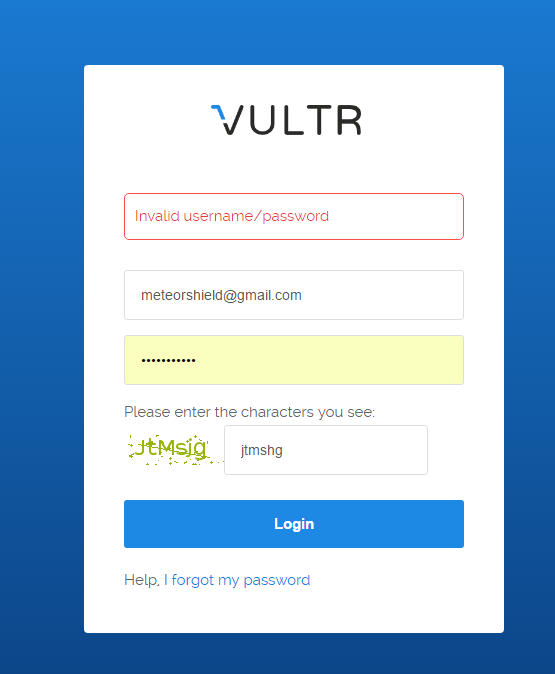 VULTR
Invalid username/password
meteorshield@gmail.com
•••••••••••
Please enter the characters you see:
JtMsig
jtmshg
Login
Help, I forgot my password